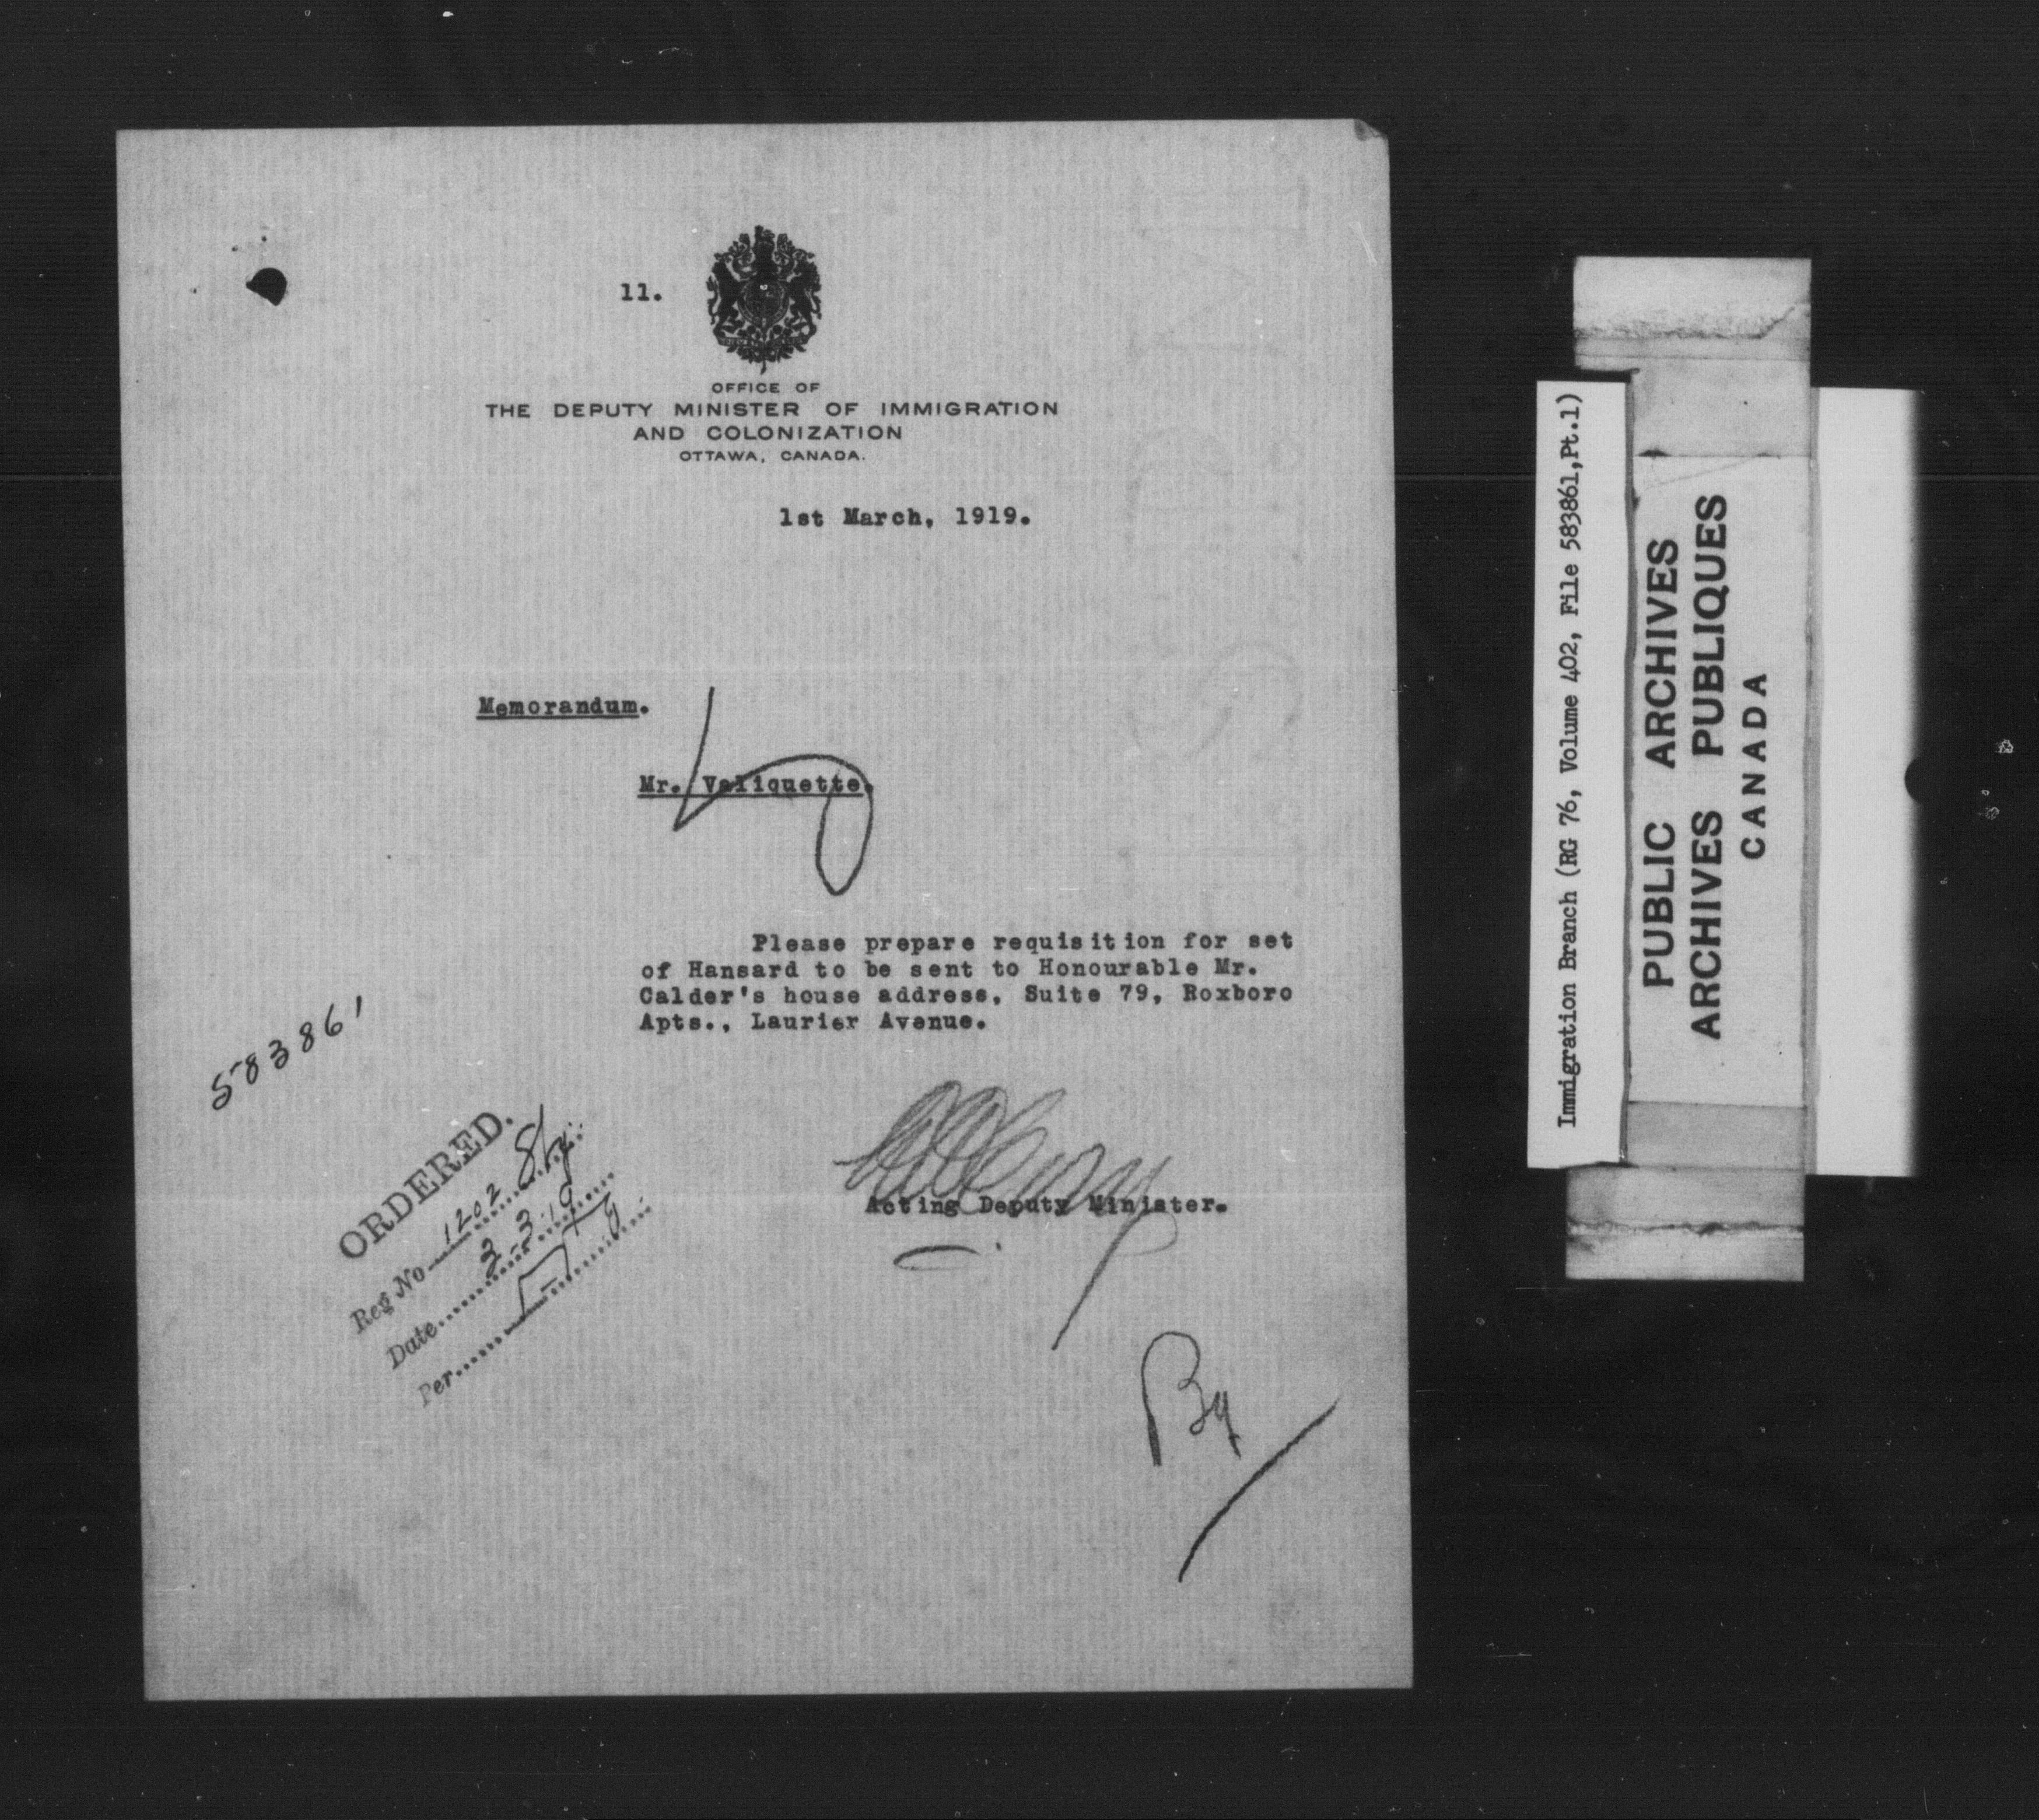 11.
OFFICE OF
THE DEPUTY MINISTER OF IMMIGRATION
AND COLONIZATION
OTTAWA, CANADA.
1st March, 1919.
Memorandum.
Mr. Valiquette.
Please prepare requisition for set
of Hansard to be sent to Honourable Mr.
Calder's house address, Suite 79, Roxboro
Apts., Laurier Avenue.
Acting Deputy Minister.
583861
ORDERED.
Reg No 1202
Date 3-3-19
Per
Immigration Branch (RG 76, Volume 402, File 583861,Pt.1)
PUBLIC ARCHIVES
ARCHIVES PUBLIQUES
CANADA